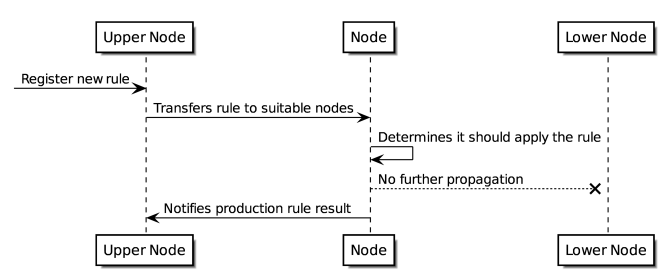 Upper Node
Node
Lower Node
Register new rule
Transfers rule to suitable nodes
Determines it should apply the rule
No further propagation
Notifies production rule result
Upper Node
Node
Lower Node